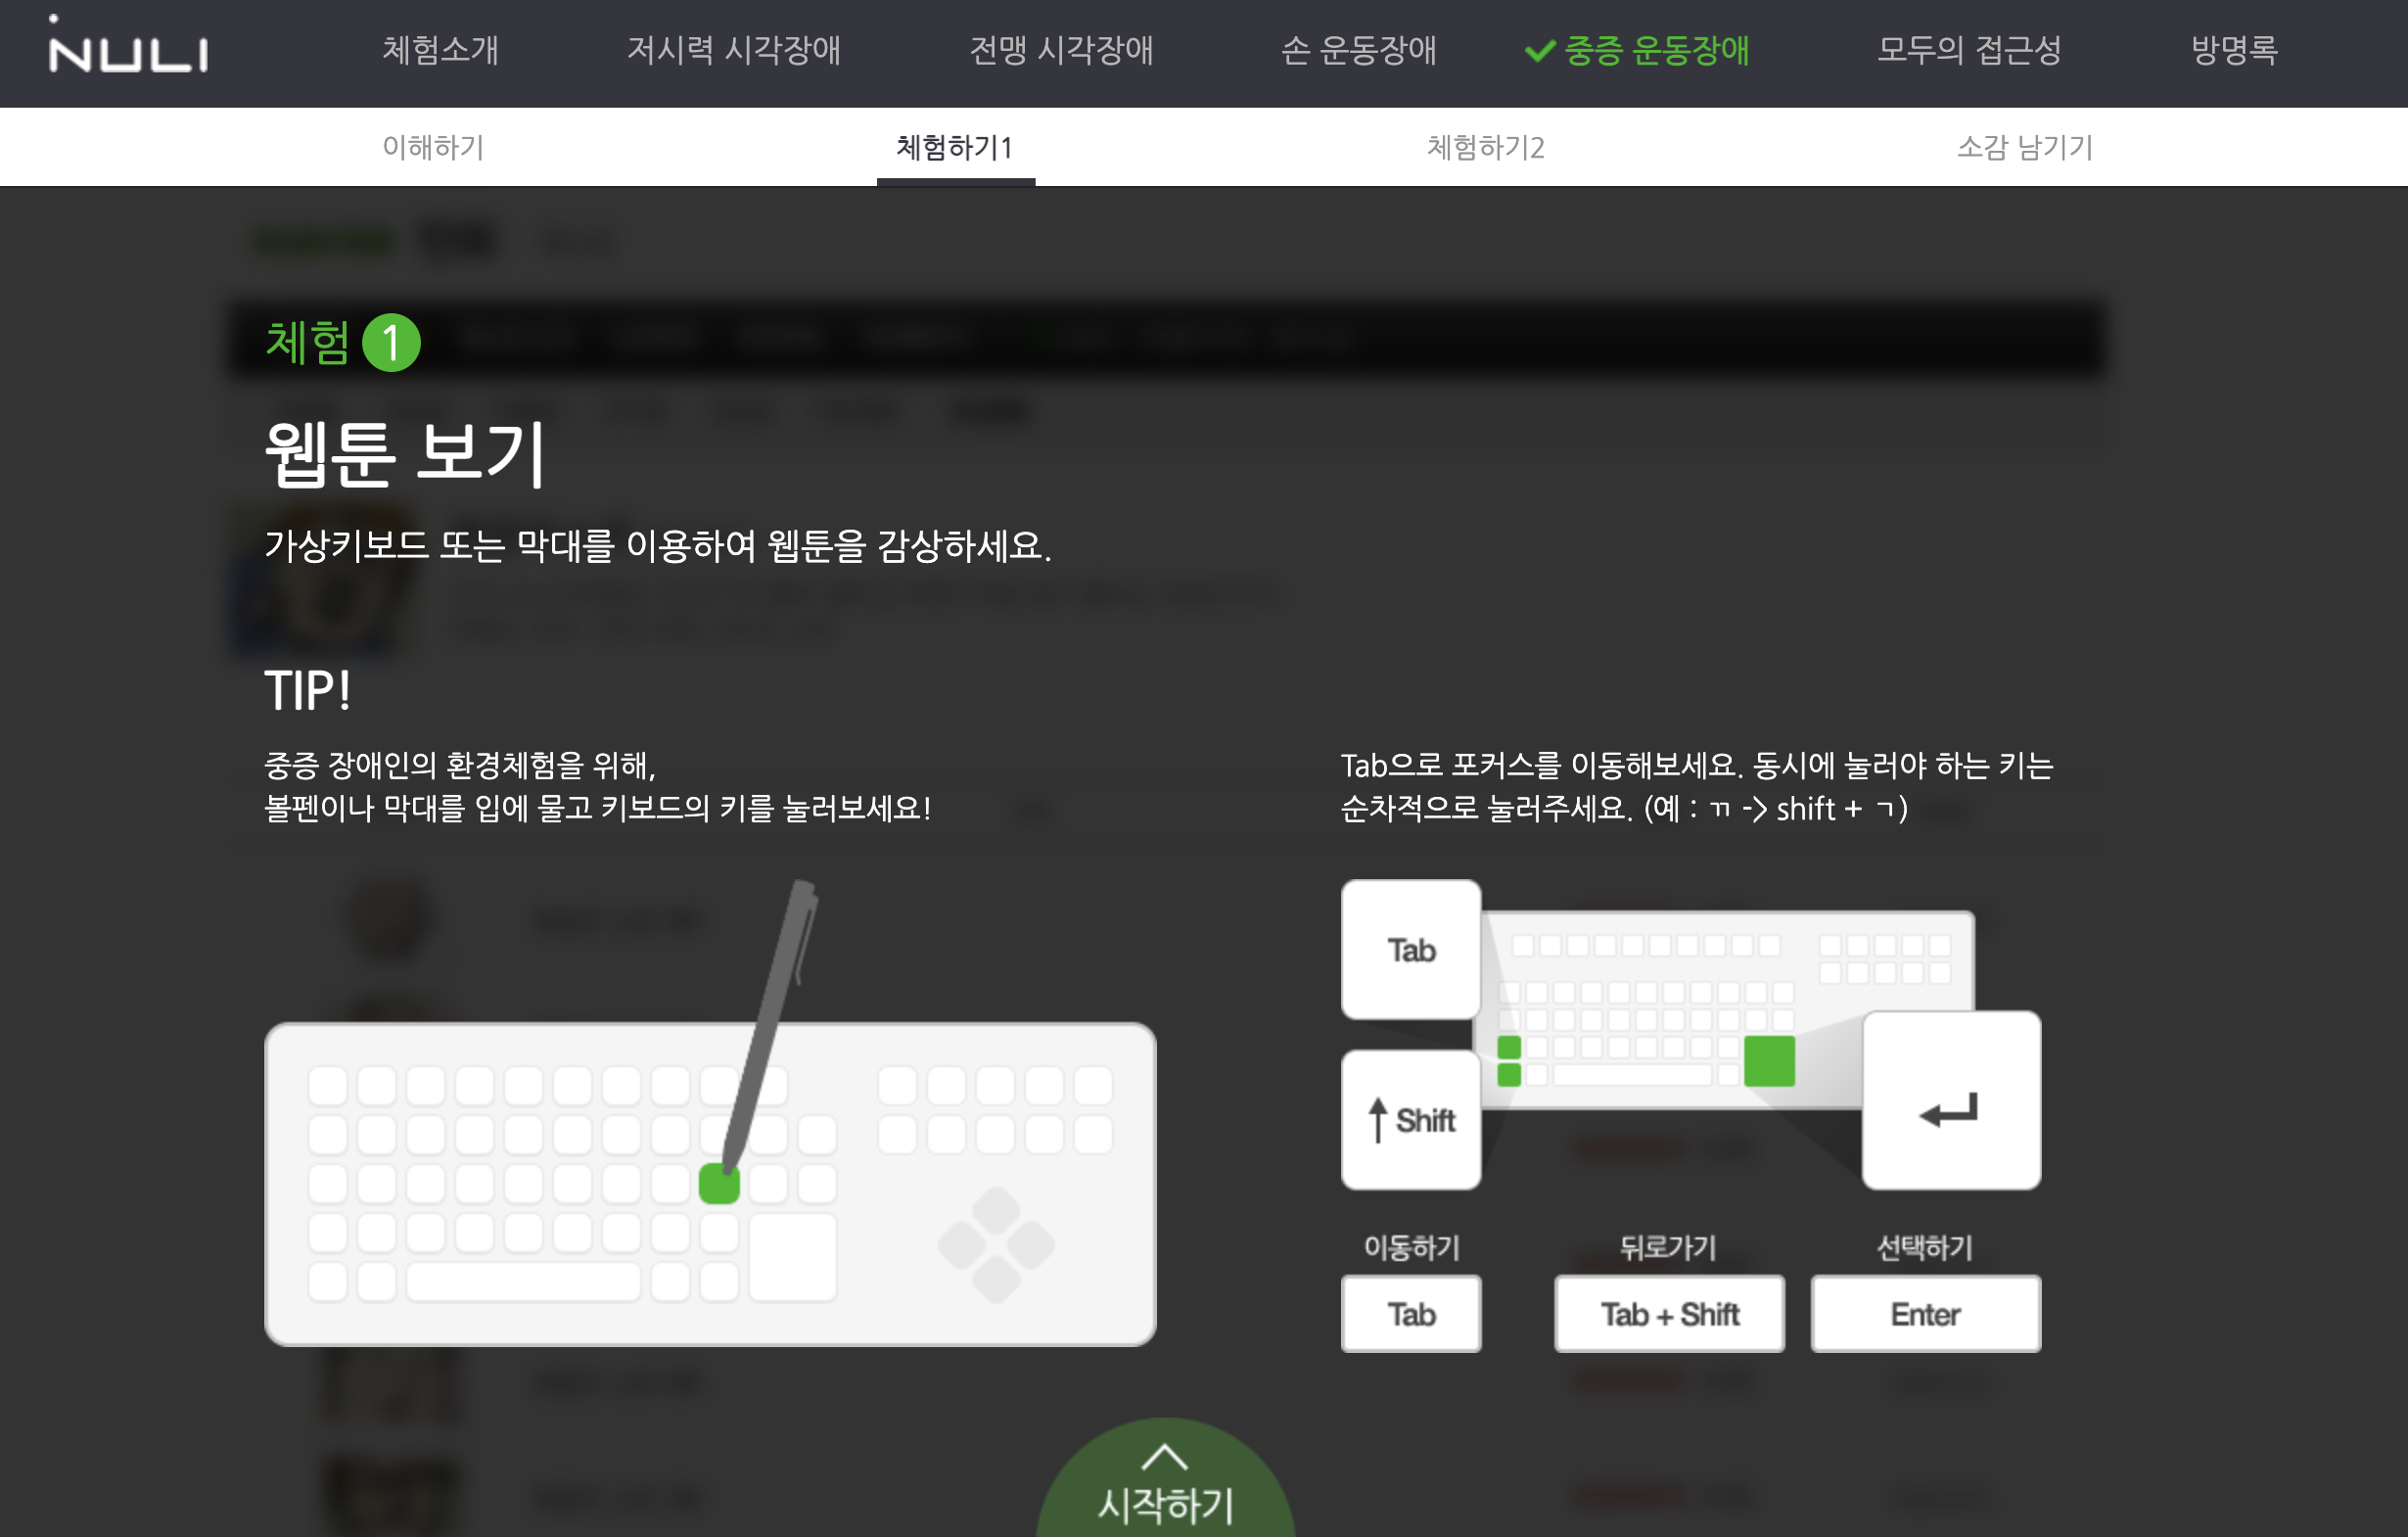 NULI
체험소개
저시력 시각장애
전맹 시각장애
손 운동장애
중증 운동장애
모두의 접근성
방명록
이해하기
체험하기1
체험하기2
소감 남기기
체험 1
웹툰 보기
가상키보드 또는 막대를 이용하여 웹툰을 감상하세요.
TIP!
중증 장애인의 환경체험을 위해,
볼펜이나 막대를 입에 물고 키보드의 키를 눌러보세요!
Tab으로 포커스를 이동해보세요. 동시에 눌러야 하는 키는
순차적으로 눌러주세요. (예 : ㄲ -> shift + ㄱ)
Tab
Shift
이동하기
뒤로가기
선택하기
Tab
Tab + Shift
Enter
시작하기